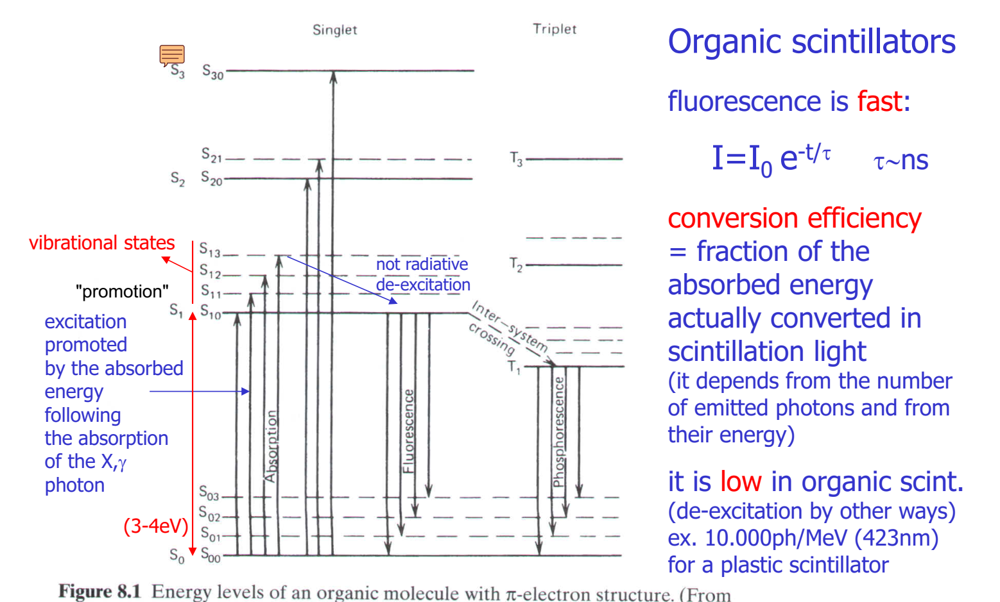 Singlet
Triplet
S3 S30
S21
S2 S20
T3
vibrational states
S13
S12
S11
"promotion"
S1 S10
not radiative
de-excitation
T2
Inter-system
crossing
T1
excitation
promoted
by the absorbed
energy
following
the absorption
of the X,γ
photon
Absorption
Fluorescence
Phosphorescence
S03
S02
S01
(3-4eV)
S0 S00
Figure 8.1 Energy levels of an organic molecule with π-electron structure. (From
Organic scintillators
fluorescence is fast:
I=I0 e-t/τ τ~ns
conversion efficiency
= fraction of the
absorbed energy
actually converted in
scintillation light
(it depends from the number
of emitted photons and from
their energy)
it is low in organic scint.
(de-excitation by other ways)
ex. 10.000ph/MeV (423nm)
for a plastic scintillator